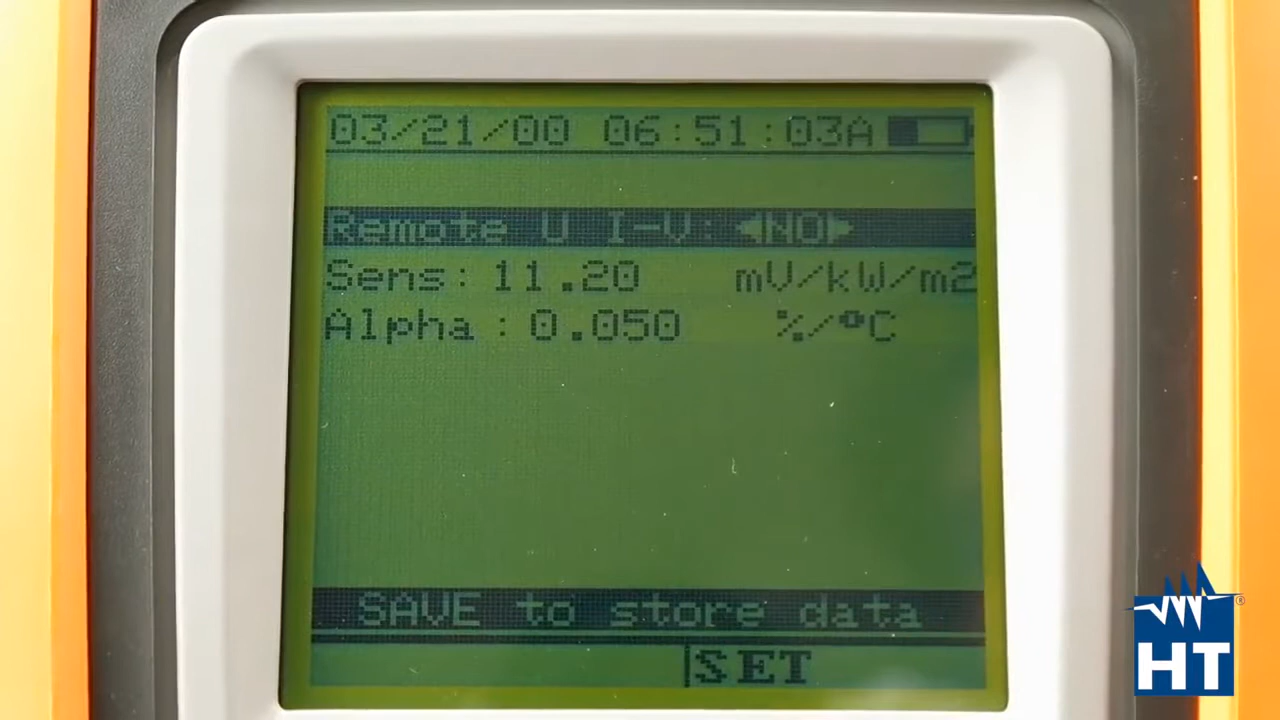 03/21/00 06:51:03A
Remote U I-V: ◀NO▶
Sens: 11.20 mV/kW/m2
Alpha: 0.050 %/°C
SAVE to store data
SET
HT®